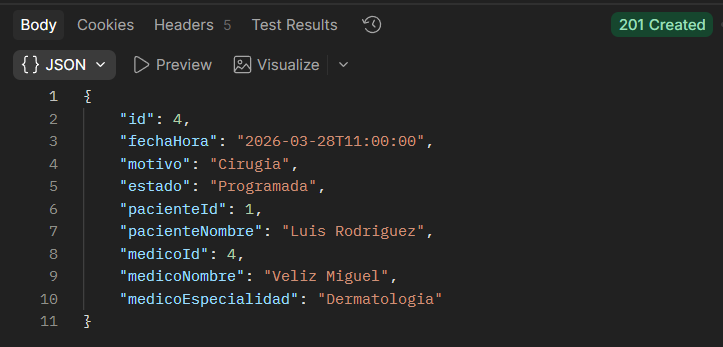 Body Cookies Headers 5 Test Results 201 Created
{ } JSON Preview Visualize
1 {
2 "id": 4,
3 "fechaHora": "2026-03-28T11:00:00",
4 "motivo": "Cirugia",
5 "estado": "Programada",
6 "pacienteId": 1,
7 "pacienteNombre": "Luis Rodriguez",
8 "medicoId": 4,
9 "medicoNombre": "Veliz Miguel",
10 "medicoEspecialidad": "Dermatologia"
11 }